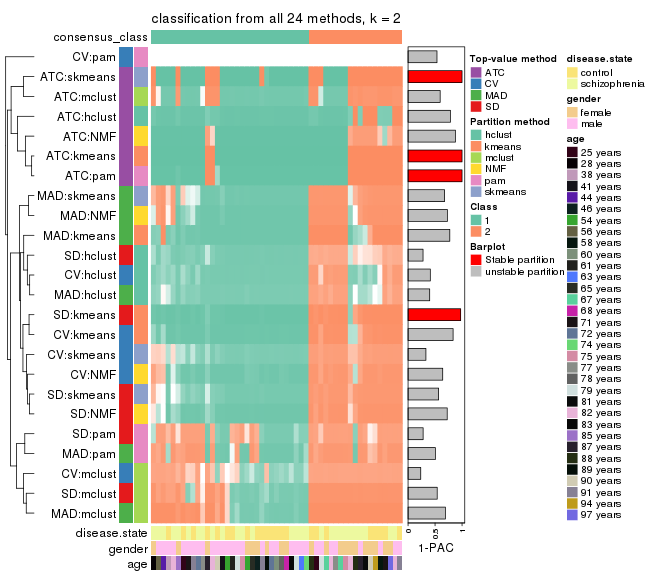 classification from all 24 methods, k = 2
consensus_class
CV:pam
ATC:skmeans
ATC:mclust
ATC:hclust
ATC:NMF
ATC:kmeans
ATC:pam
MAD:skmeans
MAD:NMF
MAD:kmeans
SD:hclust
CV:hclust
MAD:hclust
SD:kmeans
CV:kmeans
CV:skmeans
CV:NMF
SD:skmeans
SD:NMF
SD:pam
MAD:pam
CV:mclust
SD:mclust
MAD:mclust
disease.state
gender
age
0
0.5
1
1-PAC
Top-value method
ATC
CV
MAD
SD
Partition method
hclust
kmeans
mclust
NMF
pam
skmeans
Class
1
2
Barplot
Stable partition
unstable partition
disease.state
control
schizophrenia
gender
female
male
age
25 years
28 years
38 years
41 years
44 years
46 years
54 years
56 years
58 years
60 years
61 years
63 years
65 years
67 years
68 years
71 years
72 years
74 years
75 years
77 years
78 years
79 years
81 years
82 years
83 years
85 years
87 years
88 years
89 years
90 years
91 years
94 years
97 years